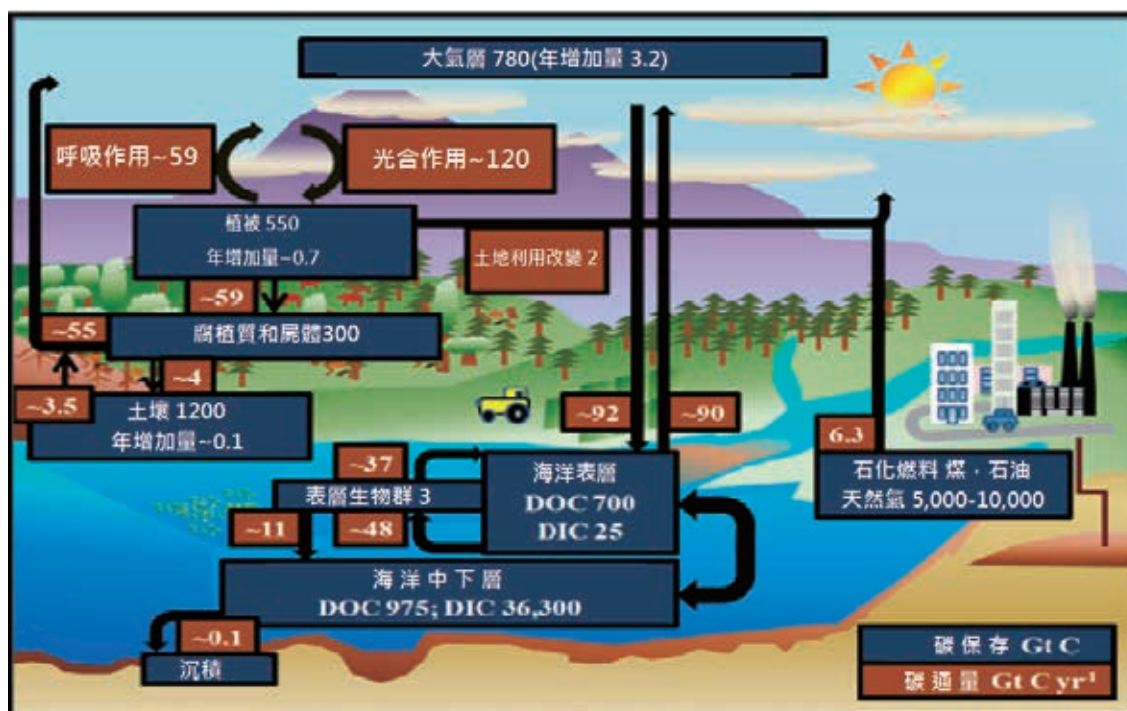 大氣層 780(年增加量 3.2)
呼吸作用~59
光合作用~120
植被 550
年增加量~0.7
土地利用改變 2
~59
~55
腐植質和屍體300
~4
~3.5
土壤 1200
年增加量~0.1
~92
~90
6.3
石化燃料 煤，石油
天然氣 5,000-10,000
~37
表層生物群 3
~11
~48
海洋表層
DOC 700
DIC 25
海洋中下層
DOC 975; DIC 36,300
~0.1
沉積
碳保存 Gt C
碳通量 Gt C yr⁻¹